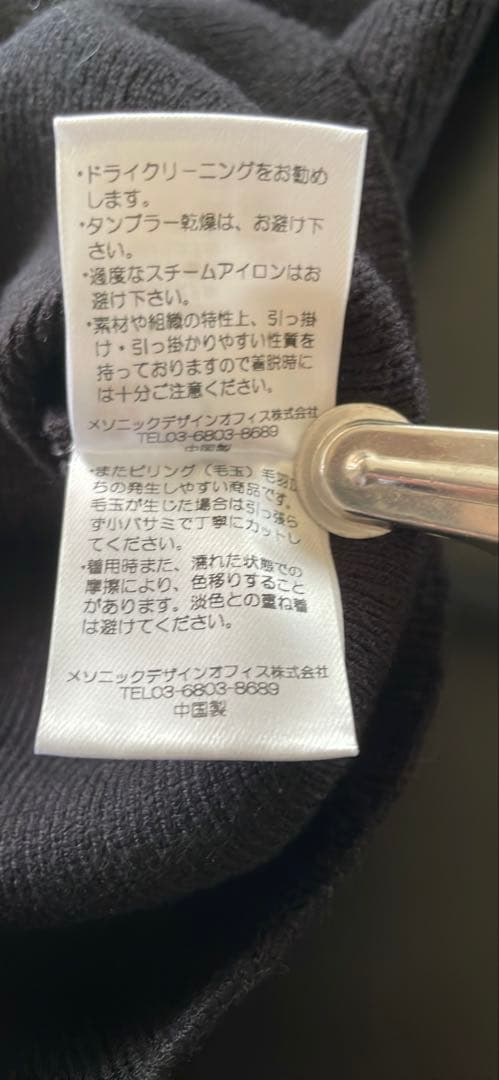 ・ドライクリーニングをお勧め
します。
・タンブラー乾燥は、お避け下
さい。
・過度なスチームアイロンはお
避け下さい。
・素材や組織の特性上、引っ掛
け・引っ掛かりやすい性質を
持っておりますので着脱時に
は十分ご注意ください。
メソニックデザインオフィス株式会社
TEL03-6803-8689
中国製
・またピリング（毛玉）毛羽立
ちの発生しやすい商品です。
毛玉が生じた場合は引っ張ら
ず小バサミで丁寧にカットし
てください。
・着用時また、濡れた状態での
摩擦により、色移りすること
があります。淡色との重ね着
は避けてください。
メソニックデザインオフィス株式会社
TEL03-6803-8689
中国製